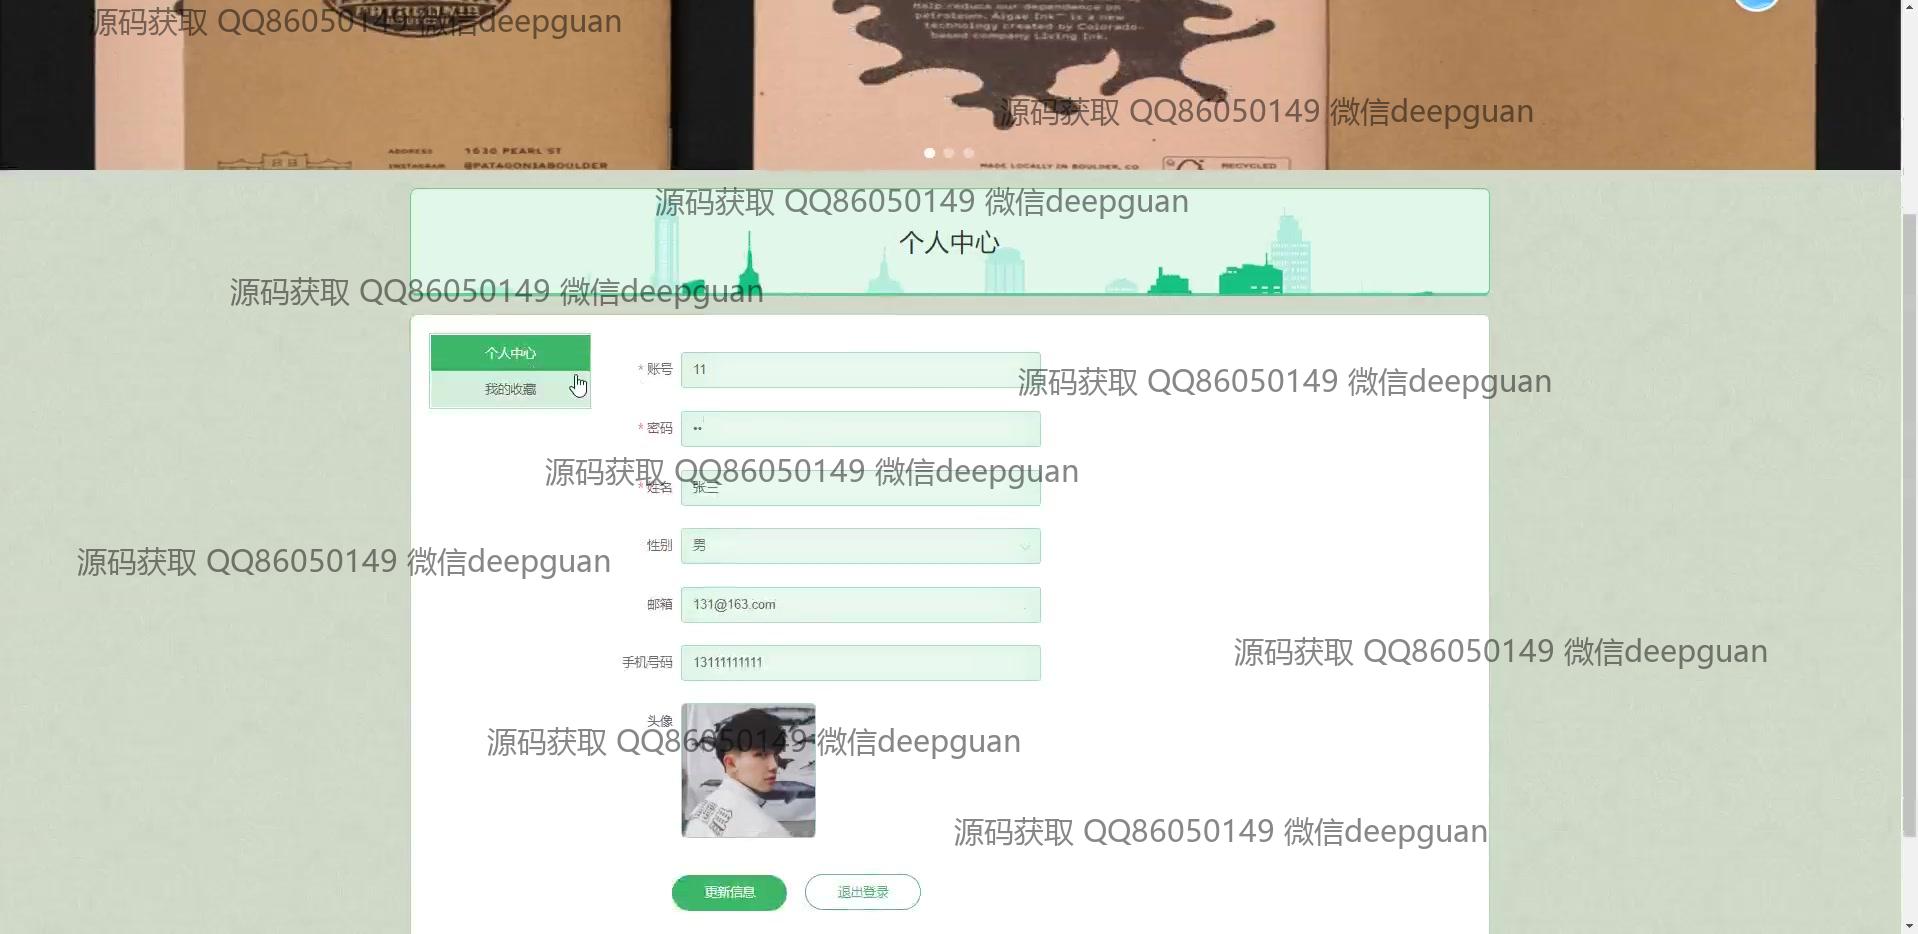 Help reduce our dependence on
petroleum. Algae Ink™ is a new
technology created by Colorado-
based company Living Ink.
源码获取 QQ86050149 微信deepguan
源码获取 QQ86050149 微信deepguan
ADDRESS 1630 PEARL ST
INSTAGRAM @PATAGONIABOULDER
MADE LOCALLY IN BOULDER, CO
RECYCLED
源码获取 QQ86050149 微信deepguan
个人中心
源码获取 QQ86050149 微信deepguan
个人中心
我的收藏
* 账号 11
源码获取 QQ86050149 微信deepguan
* 密码 ••
源码获取 QQ86050149 微信deepguan
* 姓名 张三
性别 男
源码获取 QQ86050149 微信deepguan
邮箱 131@163.com
手机号码 13111111111
源码获取 QQ86050149 微信deepguan
头像
源码获取 QQ86050149 微信deepguan
源码获取 QQ86050149 微信deepguan
更新信息 退出登录